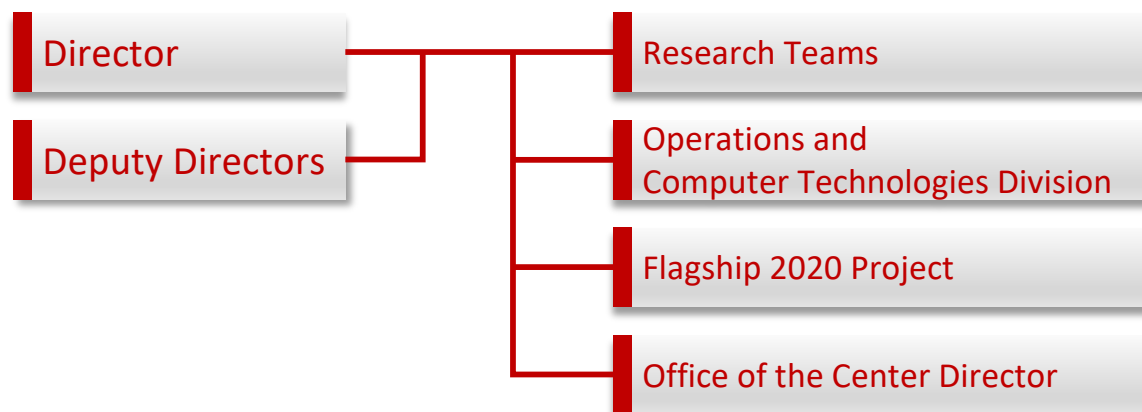 Director
Deputy Directors
Research Teams
Operations and
Computer Technologies Division
Flagship 2020 Project
Office of the Center Director